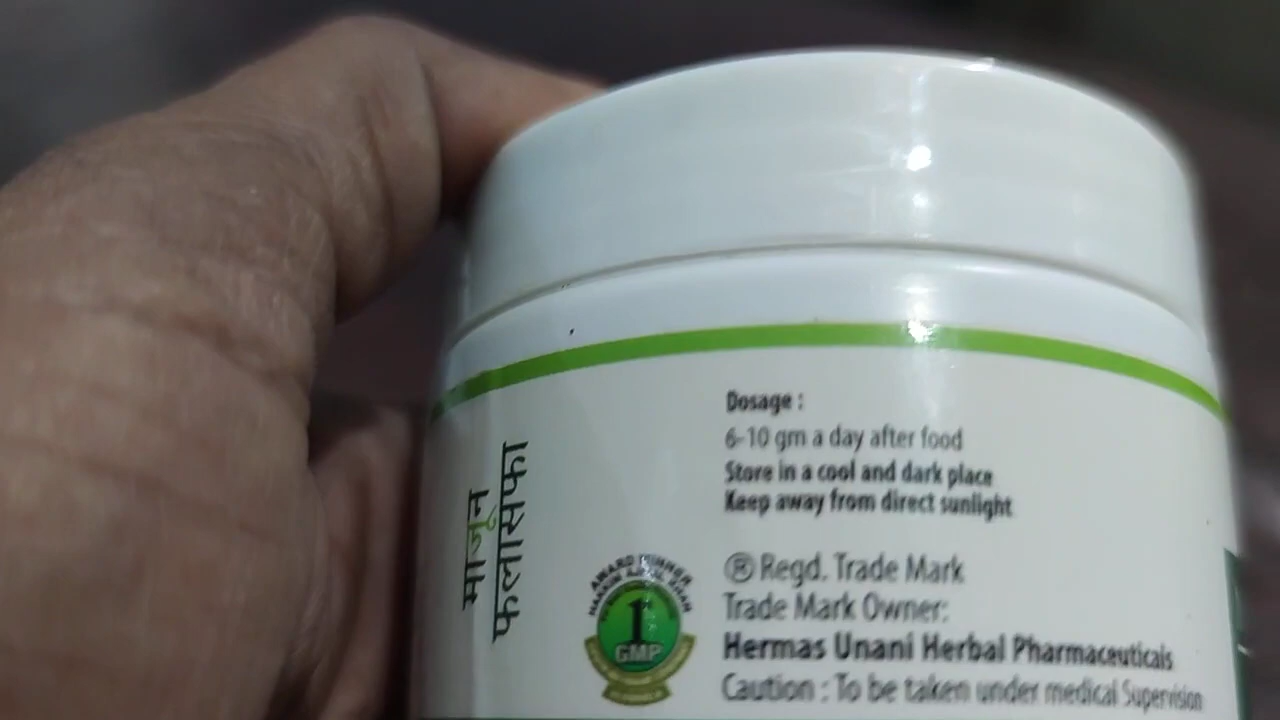 माजून
फलासफा
Dosage :
6-10 gm a day after food
Store in a cool and dark place
Keep away from direct sunlight
® Regd. Trade Mark
Trade Mark Owner:
Hermas Unani Herbal Pharmaceuticals
Caution : To be taken under medical Supervision
AWARD WINNER
1
GMP